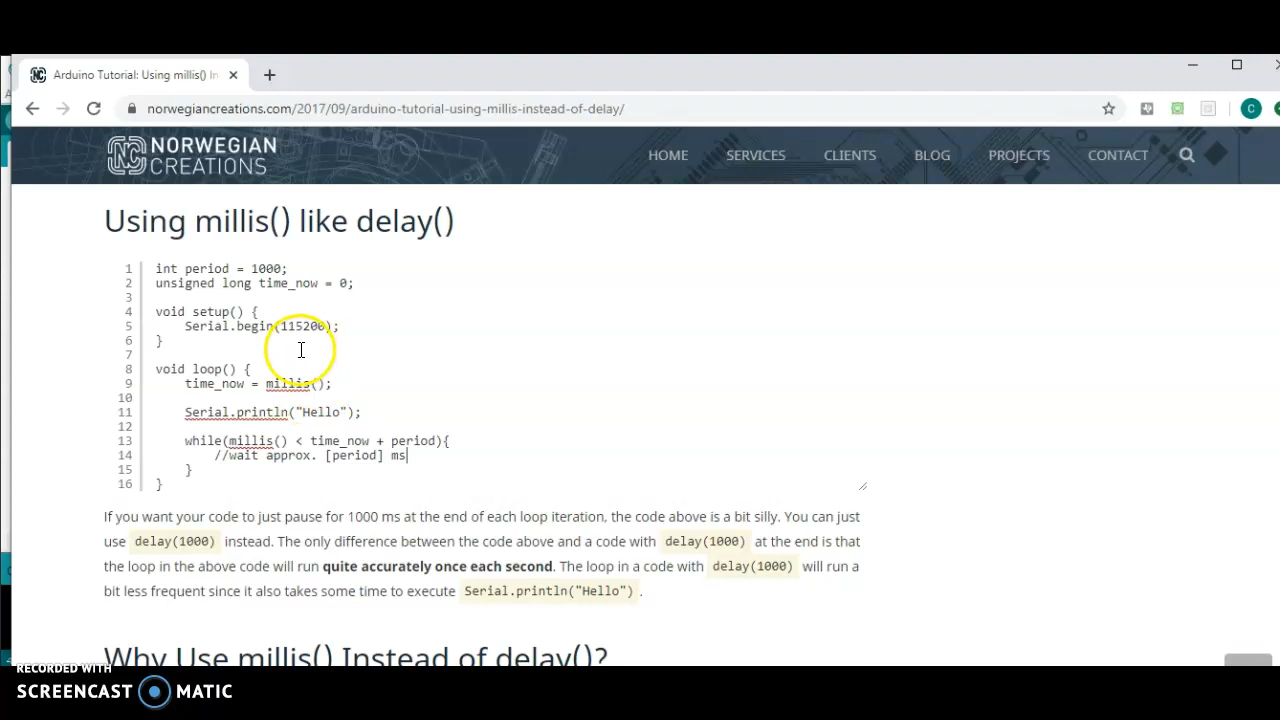 Arduino Tutorial: Using millis() In
norwegiancreations.com/2017/09/arduino-tutorial-using-millis-instead-of-delay/
C
NC NORWEGIAN CREATIONS
HOME SERVICES CLIENTS BLOG PROJECTS CONTACT
Using millis() like delay()
1 int period = 1000;
2 unsigned long time_now = 0;
3
4 void setup() {
5 Serial.begin(115200);
6 }
7
8 void loop() {
9 time_now = millis();
10
11 Serial.println("Hello");
12
13 while(millis() < time_now + period){
14 //wait approx. [period] ms
15 }
16 }
If you want your code to just pause for 1000 ms at the end of each loop iteration, the code above is a bit silly. You can just
use delay(1000) instead. The only difference between the code above and a code with delay(1000) at the end is that
the loop in the above code will run quite accurately once each second. The loop in a code with delay(1000) will run a
bit less frequent since it also takes some time to execute Serial.println("Hello") .
Why Use millis() Instead of delay()?
RECORDED WITH
SCREENCAST MATIC